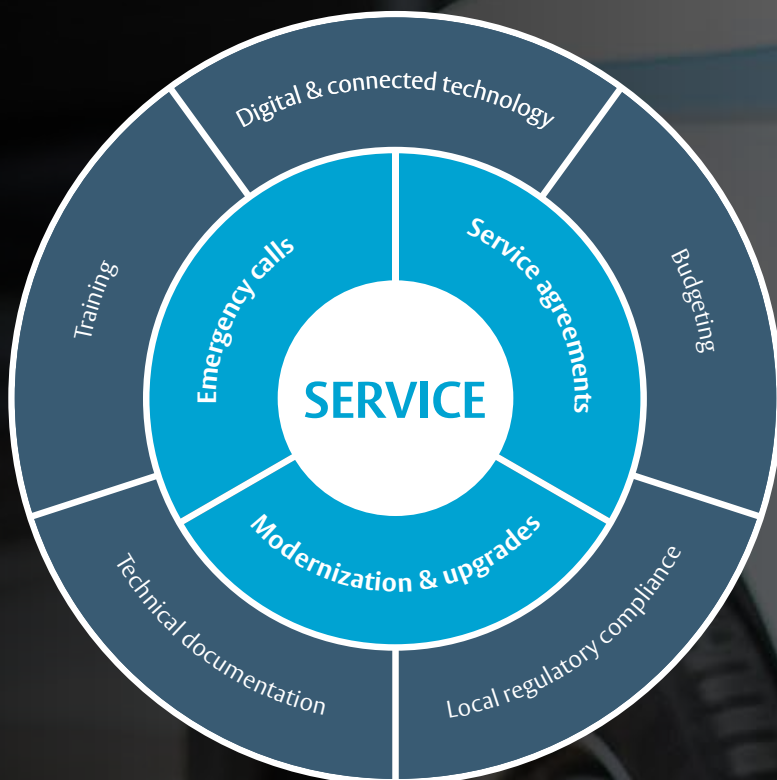 Digital & connected technology
Training
Budgeting
Emergency calls
Service agreements
SERVICE
Modernization & upgrades
Technical documentation
Local regulatory compliance